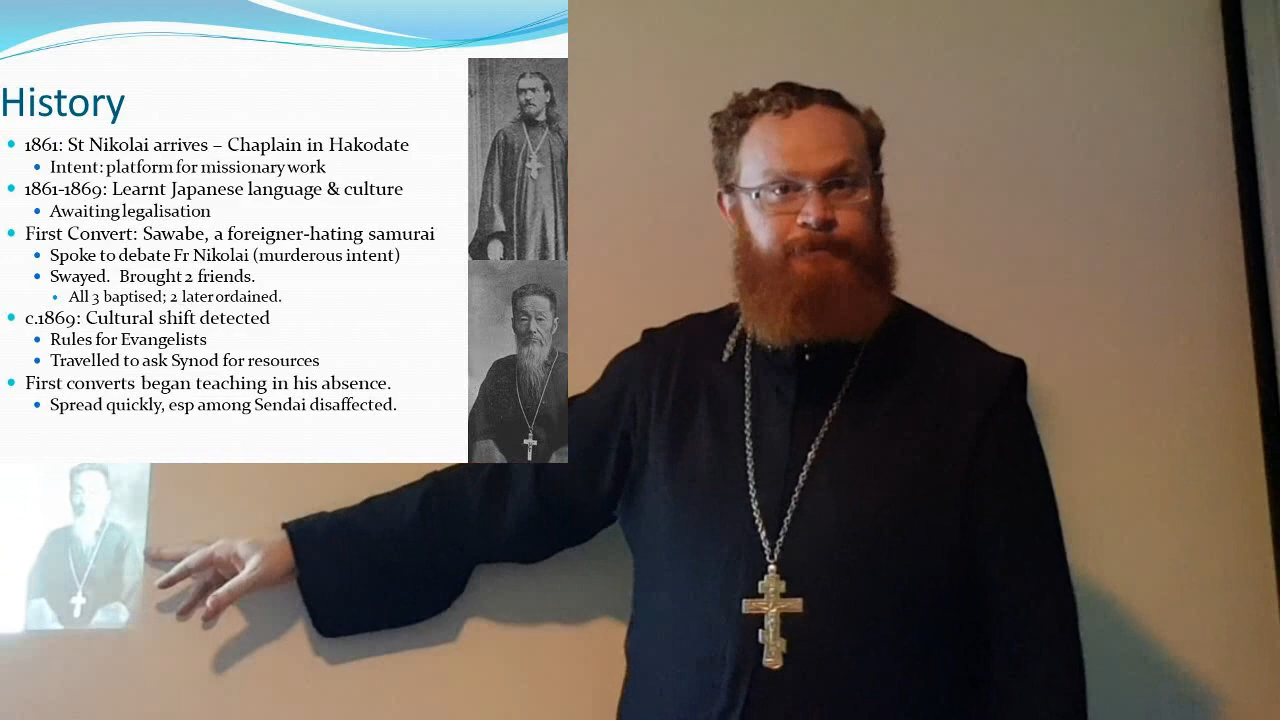 History
1861: St Nikolai arrives – Chaplain in Hakodate
Intent: platform for missionary work
1861-1869: Learnt Japanese language & culture
Awaiting legalisation
First Convert: Sawabe, a foreigner-hating samurai
Spoke to debate Fr Nikolai (murderous intent)
Swayed. Brought 2 friends.
All 3 baptised; 2 later ordained.
c.1869: Cultural shift detected
Rules for Evangelists
Travelled to ask Synod for resources
First converts began teaching in his absence.
Spread quickly, esp among Sendai disaffected.